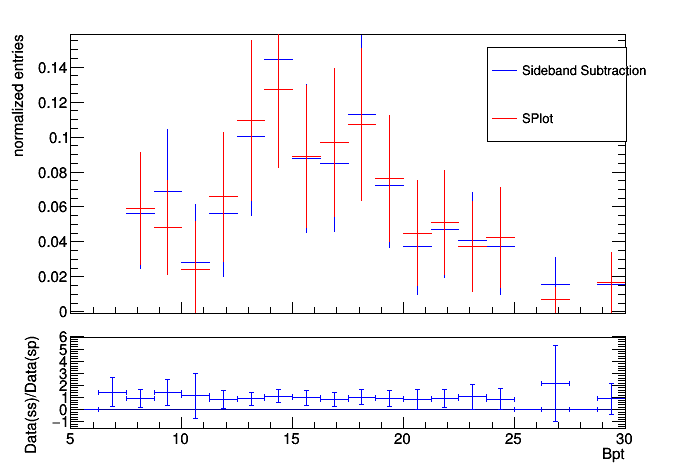 normalized entries
0.14
0.12
0.1
0.08
0.06
0.04
0.02
0
Sideband Subtraction
SPlot
Data(ss)/Data(sp)
6
5
4
3
2
1
0
−1
5 10 15 20 25 30
Bpt